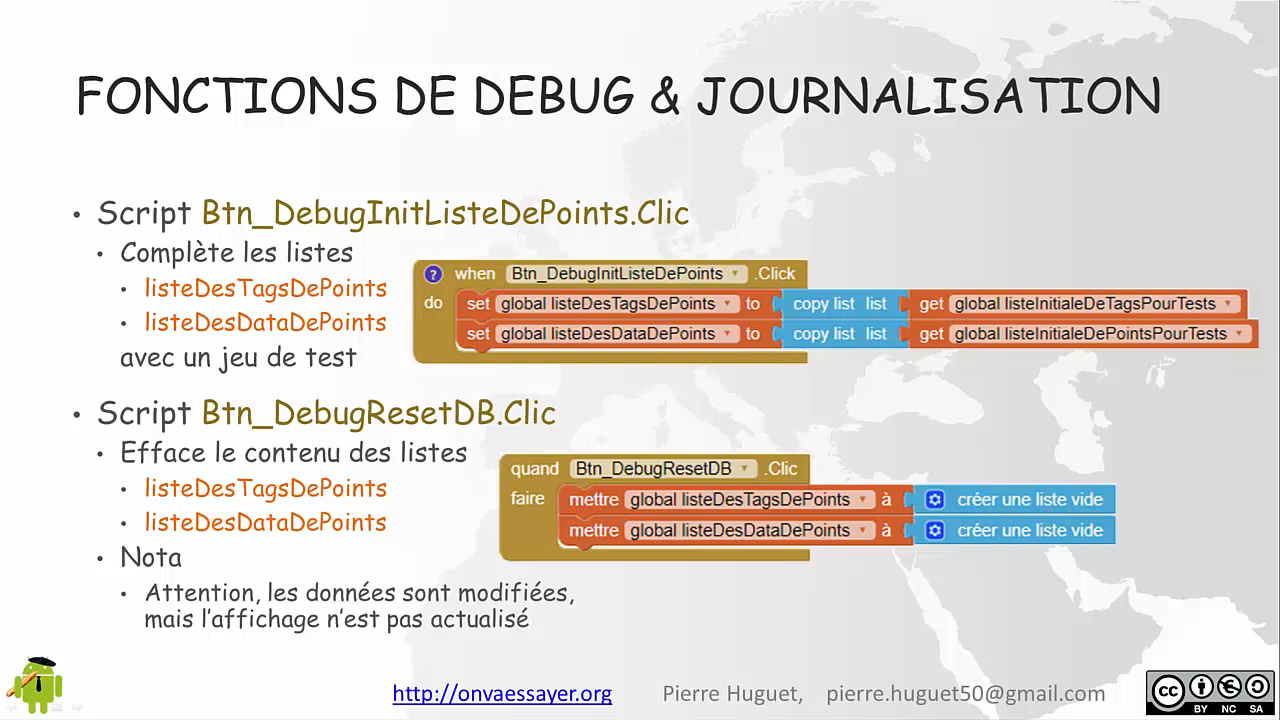 FONCTIONS DE DEBUG & JOURNALISATION
• Script Btn_DebugInitListeDePoints.Clic
• Complète les listes
• listeDesTagsDePoints
• listeDesDataDePoints
avec un jeu de test
? when Btn_DebugInitListeDePoints .Click
do set global listeDesTagsDePoints to copy list list get global listeInitialeDeTagsPourTests
set global listeDesDataDePoints to copy list list get global listeInitialeDePointsPourTests
• Script Btn_DebugResetDB.Clic
• Efface le contenu des listes
• listeDesTagsDePoints
• listeDesDataDePoints
quand Btn_DebugResetDB .Clic
faire mettre global listeDesTagsDePoints à créer une liste vide
mettre global listeDesDataDePoints à créer une liste vide
• Nota
• Attention, les données sont modifiées,
mais l'affichage n'est pas actualisé
http://onvaessayer.org Pierre Huguet, pierre.huguet50@gmail.com
cc BY NC SA